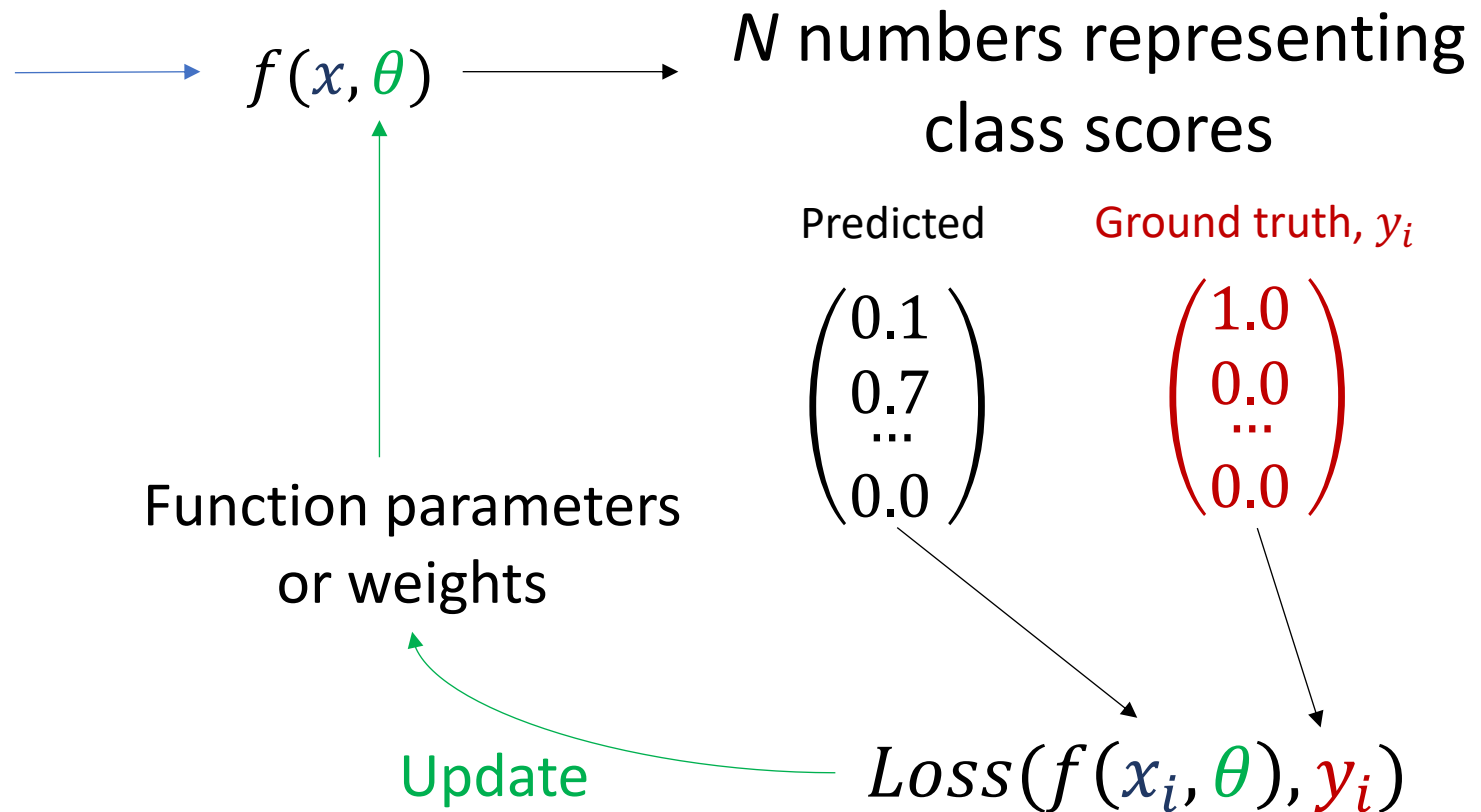 f(x, θ)
N numbers representing
class scores
Predicted
Ground truth, yᵢ
0.1
0.7
...
0.0
1.0
0.0
...
0.0
Function parameters
or weights
Update
Loss(f(xᵢ, θ), yᵢ)